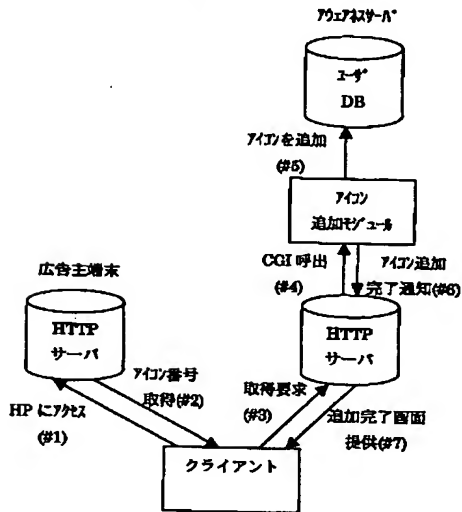 アウェアネスサーバ
ユーザ
DB
アイコンを追加
(#5)
アイコン
追加モジュール
CGI 呼出
(#4)
アイコン追加
完了通知(#6)
広告主端末
HTTP
サーバ
HTTP
サーバ
アイコン番号
取得(#2)
取得要求
(#3)
HP にアクセス
(#1)
追加完了画面
提供(#7)
クライアント